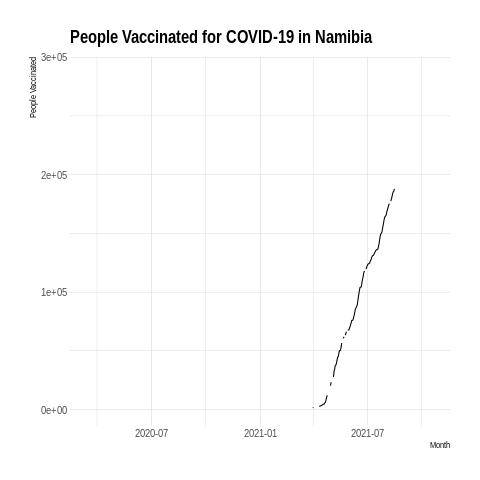 People Vaccinated for COVID-19 in Namibia
People Vaccinated
3e+05
2e+05
1e+05
0e+00
2020-07
2021-01
2021-07
Month